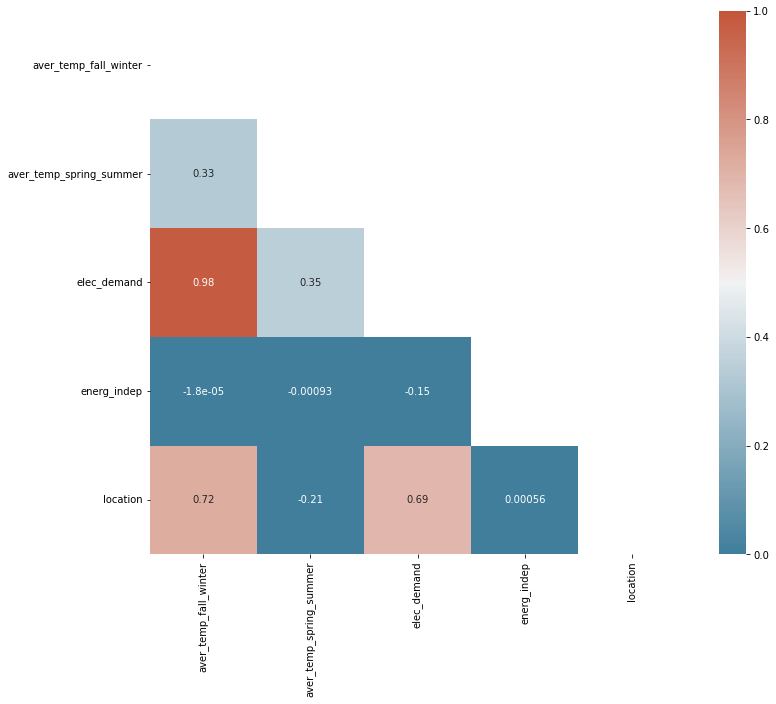 1.0
aver_temp_fall_winter
0.8
aver_temp_spring_summer
0.33
0.6
elec_demand
0.98 0.35
0.4
energ_indep
-1.8e-05 -0.00093 -0.15
0.2
location
0.72 -0.21 0.69 0.00056
0.0
aver_temp_fall_winter
aver_temp_spring_summer
elec_demand
energ_indep
location